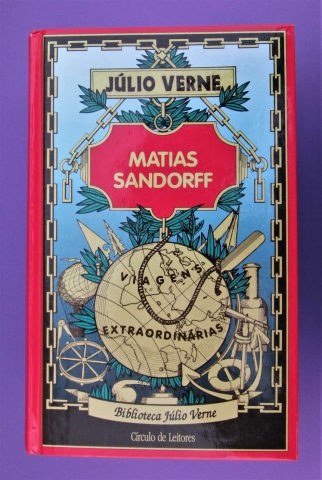 JÚLIO VERNE
MATIAS
SANDORFF
VIAGENS
EXTRAORDINÁRIAS
Biblioteca Júlio Verne
Círculo de Leitores